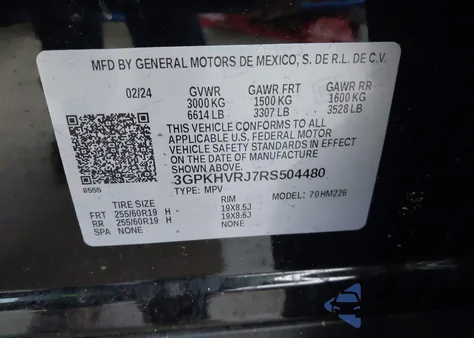 MFD BY GENERAL MOTORS DE MEXICO, S. DE R.L. DE C.V.
02/24 GVWR GAWR FRT GAWR RR
3000 KG 1500 KG 1600 KG
6614 LB 3307 LB 3528 LB
THIS VEHICLE CONFORMS TO ALL
APPLICABLE U.S. FEDERAL MOTOR
VEHICLE SAFETY STANDARDS IN
EFFECT ON THE DATE OF
MANUFACTURE SHOWN ABOVE.
3GPKHVRJ7RS504480
TYPE: MPV MODEL: 70HM226
8555
TIRE SIZE RIM
FRT 255/60R19 H 19X8.5J
RR 255/60R19 H 19X8.5J
SPA NONE NONE